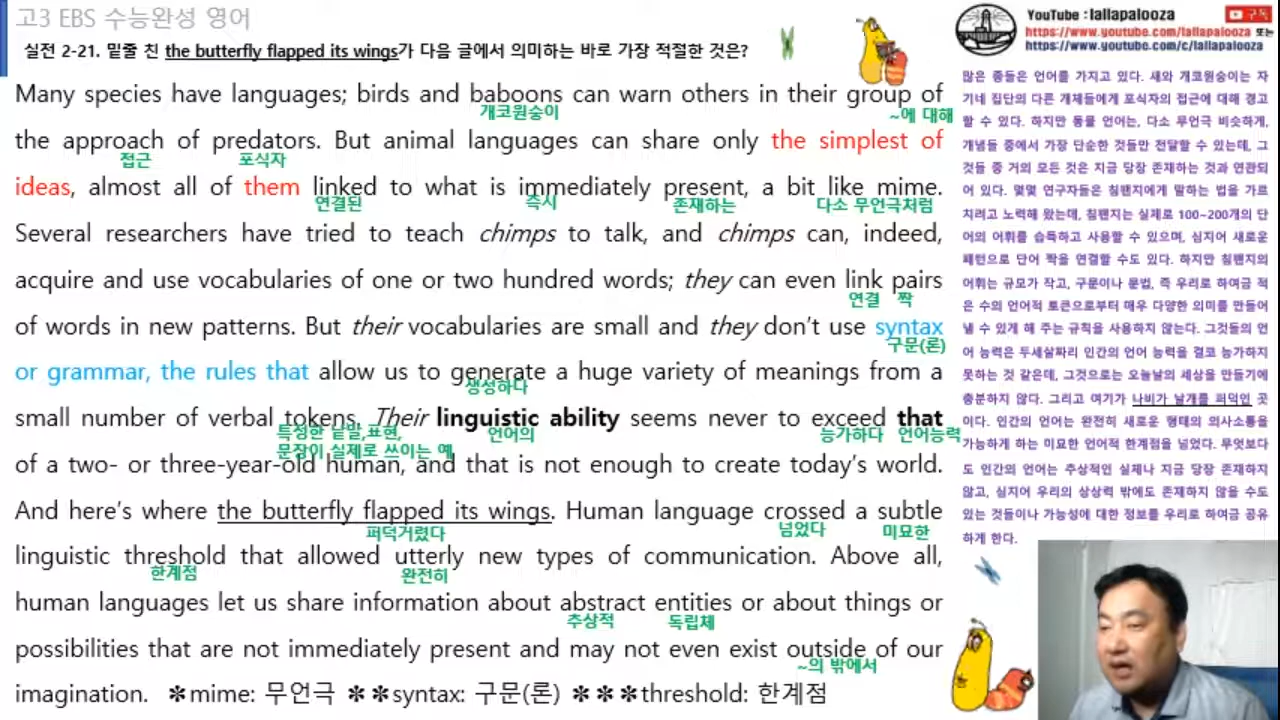 고3 EBS 수능완성 영어
실전 2-21. 밑줄 친 the butterfly flapped its wings가 다음 글에서 의미하는 바로 가장 적절한 것은?
YouTube : lallapalooza
구독
https://www.youtube.com/lallapalooza 또는
https://www.youtube.com/c/lallapalooza
Many species have languages; birds and baboons can warn others in their group of
개코원숭이 ~에 대해
the approach of predators. But animal languages can share only the simplest of
접근 포식자
ideas, almost all of them linked to what is immediately present, a bit like mime.
연결된 즉시 존재하는 다소 무언극처럼
Several researchers have tried to teach chimps to talk, and chimps can, indeed,
acquire and use vocabularies of one or two hundred words; they can even link pairs
연결 짝
of words in new patterns. But their vocabularies are small and they don't use syntax
구문(론)
or grammar, the rules that allow us to generate a huge variety of meanings from a
생성하다
small number of verbal tokens. Their linguistic ability seems never to exceed that
특정한 낱말,표현, 언어의 능가하다 언어능력
문장이 실제로 쓰이는 예
of a two- or three-year-old human, and that is not enough to create today's world.
And here's where the butterfly flapped its wings. Human language crossed a subtle
퍼덕거렸다 넘었다 미묘한
linguistic threshold that allowed utterly new types of communication. Above all,
한계점 완전히
human languages let us share information about abstract entities or about things or
추상적 독립체
possibilities that are not immediately present and may not even exist outside of our
~의 밖에서
imagination. ✻mime: 무언극 ✻✻syntax: 구문(론) ✻✻✻threshold: 한계점
많은 종들은 언어를 가지고 있다. 새와 개코원숭이는 자
기네 집단의 다른 개체들에게 포식자의 접근에 대해 경고
할 수 있다. 하지만 동물 언어는, 다소 무언극 비슷하게,
개념들 중에서 가장 단순한 것들만 전달할 수 있는데, 그
것들 중 거의 모든 것은 지금 당장 존재하는 것과 연관되
어 있다. 몇몇 연구자들은 침팬지에게 말하는 법을 가르
치려고 노력해 왔는데, 침팬지는 실제로 100~200개의 단
어의 어휘를 습득하고 사용할 수 있으며, 심지어 새로운
패턴으로 단어 짝을 연결할 수도 있다. 하지만 침팬지의
어휘는 규모가 작고, 구문이나 문법, 즉 우리로 하여금 적
은 수의 언어적 토큰으로부터 매우 다양한 의미를 만들어
낼 수 있게 해 주는 규칙을 사용하지 않는다. 그것들의 언
어 능력은 두세살짜리 인간의 언어 능력을 결코 능가하지
못하는 것 같은데, 그것으로는 오늘날의 세상을 만들기에
충분하지 않다. 그리고 여기가 나비가 날개를 퍼덕인 곳
이다. 인간의 언어는 완전히 새로운 형태의 의사소통을
가능하게 하는 미묘한 언어적 한계점을 넘었다. 무엇보다
도 인간의 언어는 추상적인 실체나 지금 당장 존재하지
않고, 심지어 우리의 상상력 밖에도 존재하지 않을 수도
있는 것들이나 가능성에 대한 정보를 우리로 하여금 공유
하게 한다.